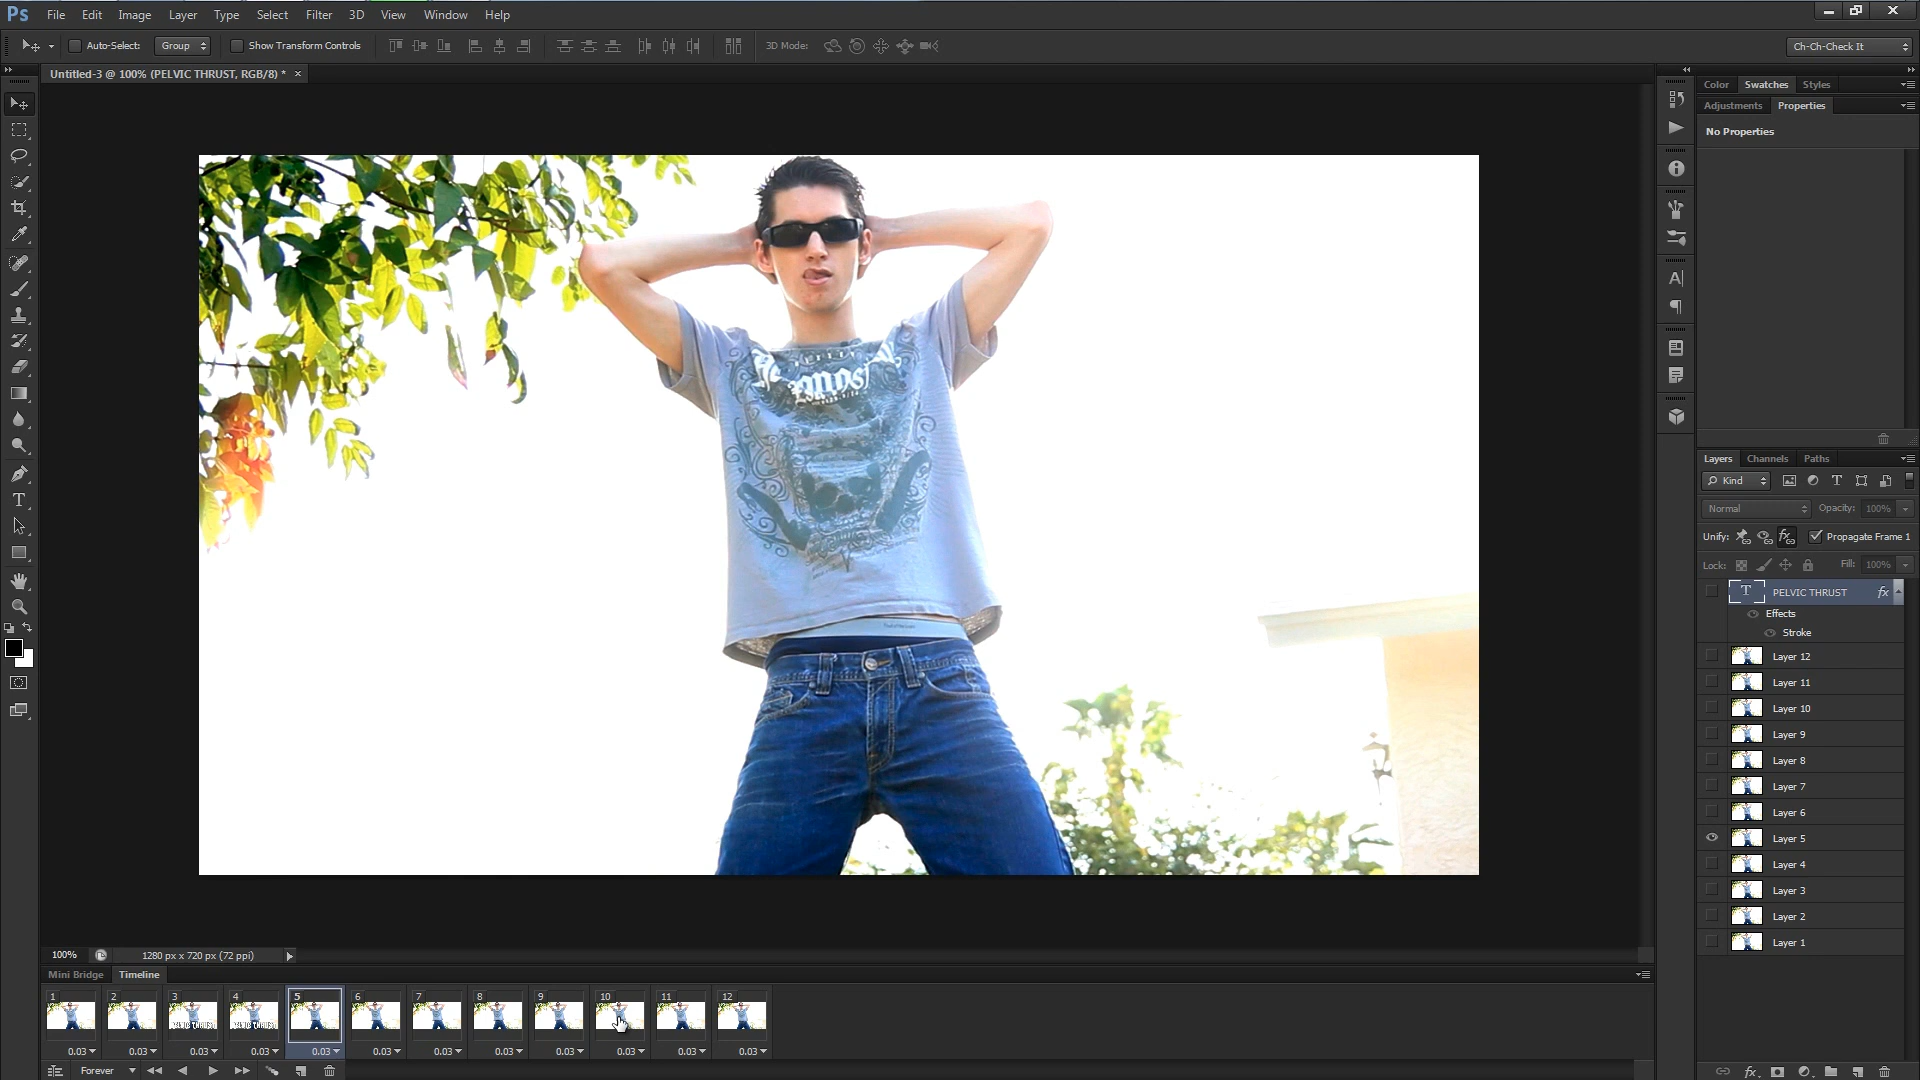 Ps File Edit Image Layer Type Select Filter 3D View Window Help
Auto-Select: Group Show Transform Controls 3D Mode: Ch-Ch-Check It
Untitled-3 @ 100% (PELVIC THRUST, RGB/8) * ×
Color Swatches Styles
Adjustments Properties
No Properties
Layers Channels Paths
Kind
Normal Opacity: 100%
Unify: Propagate Frame 1
Lock: Fill: 100%
T PELVIC THRUST fx
Effects
Stroke
Layer 12
Layer 11
Layer 10
Layer 9
Layer 8
Layer 7
Layer 6
Layer 5
Layer 4
Layer 3
Layer 2
Layer 1
100% 1280 px x 720 px (72 ppi)
Mini Bridge Timeline
1 2 3 4 5 6 7 8 9 10 11 12
PELVIC THRUST PELVIC THRUST
0.03 0.03 0.03 0.03 0.03 0.03 0.03 0.03 0.03 0.03 0.03 0.03
Forever